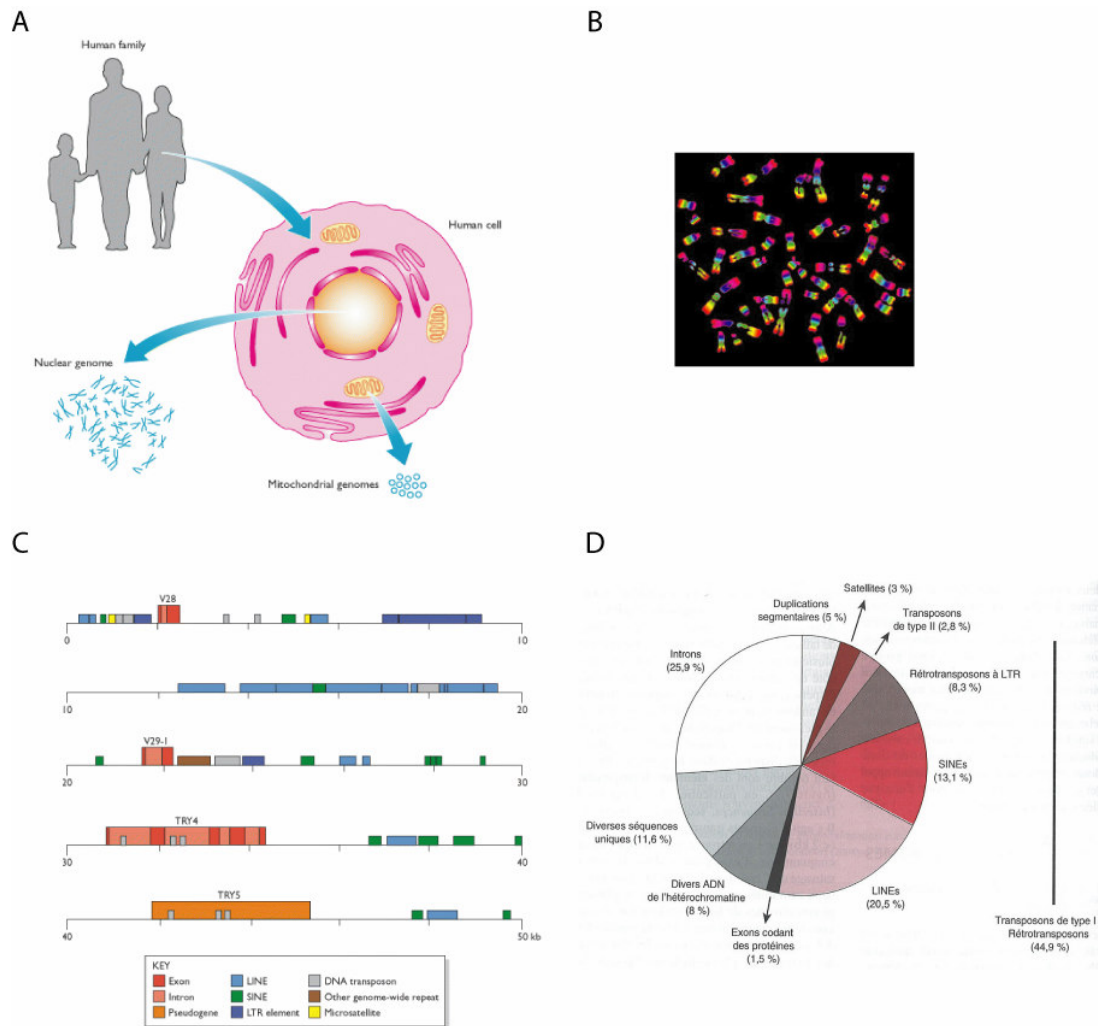 A
Human family
Human cell
Nuclear genome
Mitochondrial genomes
B
C
V28
0
10
10
20
V29-1
20
30
TRY4
30
40
TRY5
40
50 kb
KEY
Exon
Intron
Pseudogene
LINE
SINE
LTR element
DNA transposon
Other genome-wide repeat
Microsatellite
D
Satellites (3 %)
Duplications
segmentaires (5 %)
Transposons
de type II (2,8 %)
Introns
(25,9 %)
Rétrotransposons à LTR
(8,3 %)
SINEs
(13,1 %)
Diverses séquences
uniques (11,6 %)
LINEs
(20,5 %)
Divers ADN
de l'hétérochromatine
(8 %)
Exons codant
des protéines
(1,5 %)
Transposons de type I
Rétrotransposons
(44,9 %)